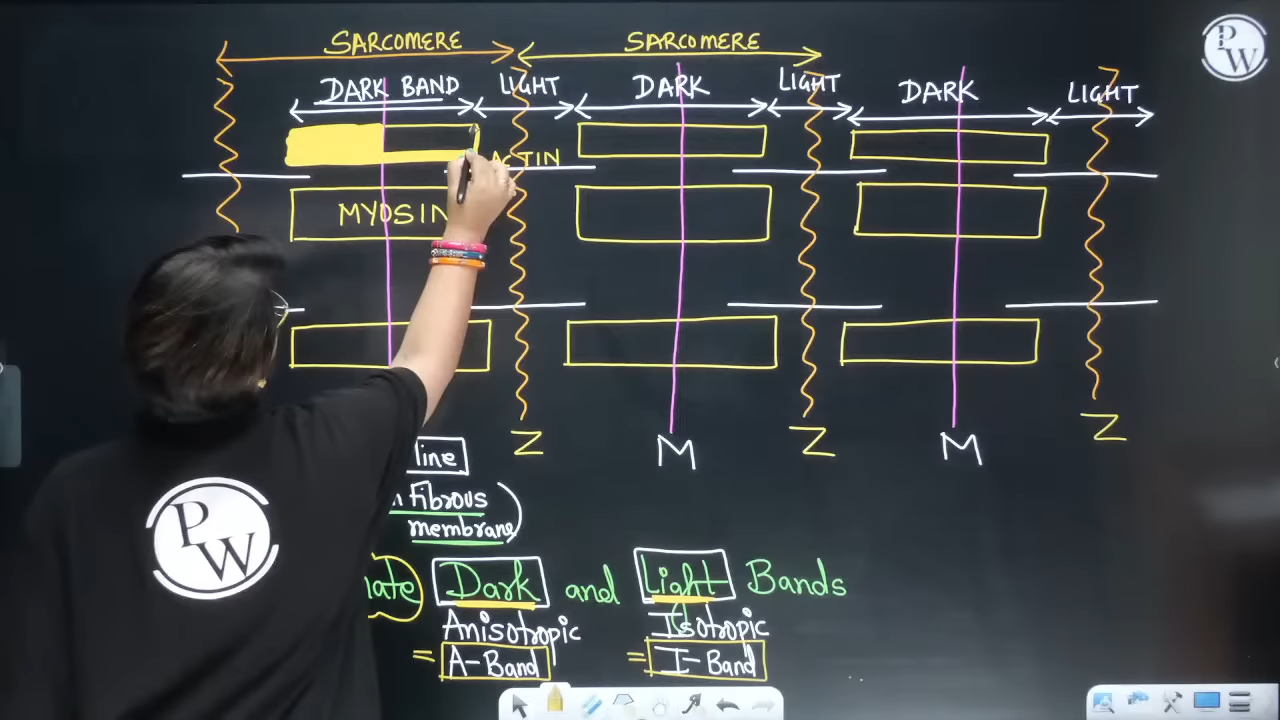 SARCOMERE SARCOMERE
DARK BAND LIGHT DARK LIGHT DARK LIGHT
ACTIN
MYOSIN
Z M Z M Z
line
Fibrous
membrane)
Dark and Light Bands
Anisotropic Isotropic
= A-Band = I-Band
PW
PW